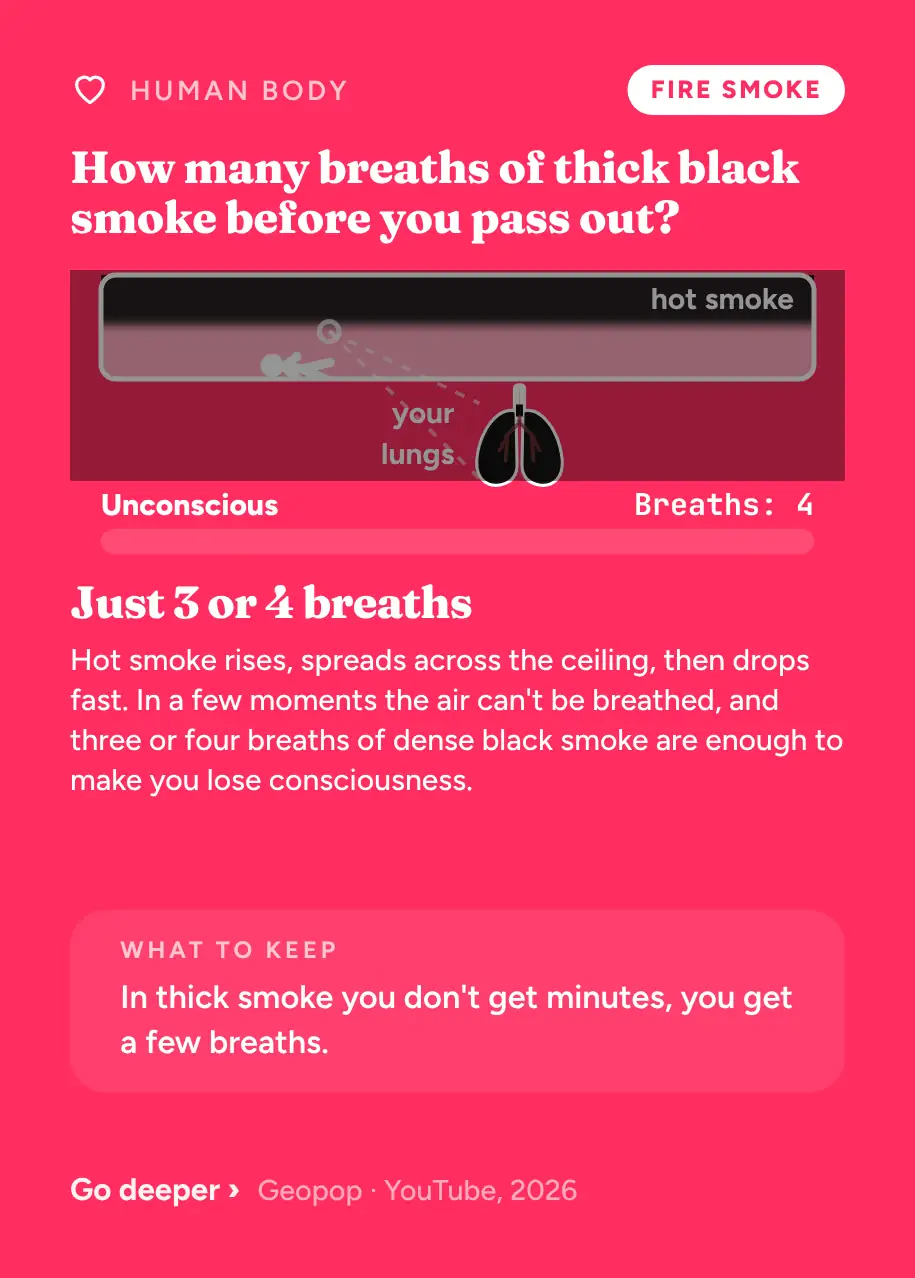 HUMAN BODY
FIRE SMOKE
How many breaths of thick black
smoke before you pass out?
hot smoke
your
lungs
Unconscious
Breaths: 4
Just 3 or 4 breaths
Hot smoke rises, spreads across the ceiling, then drops
fast. In a few moments the air can't be breathed, and
three or four breaths of dense black smoke are enough to
make you lose consciousness.
WHAT TO KEEP
In thick smoke you don't get minutes, you get
a few breaths.
Go deeper › Geopop · YouTube, 2026